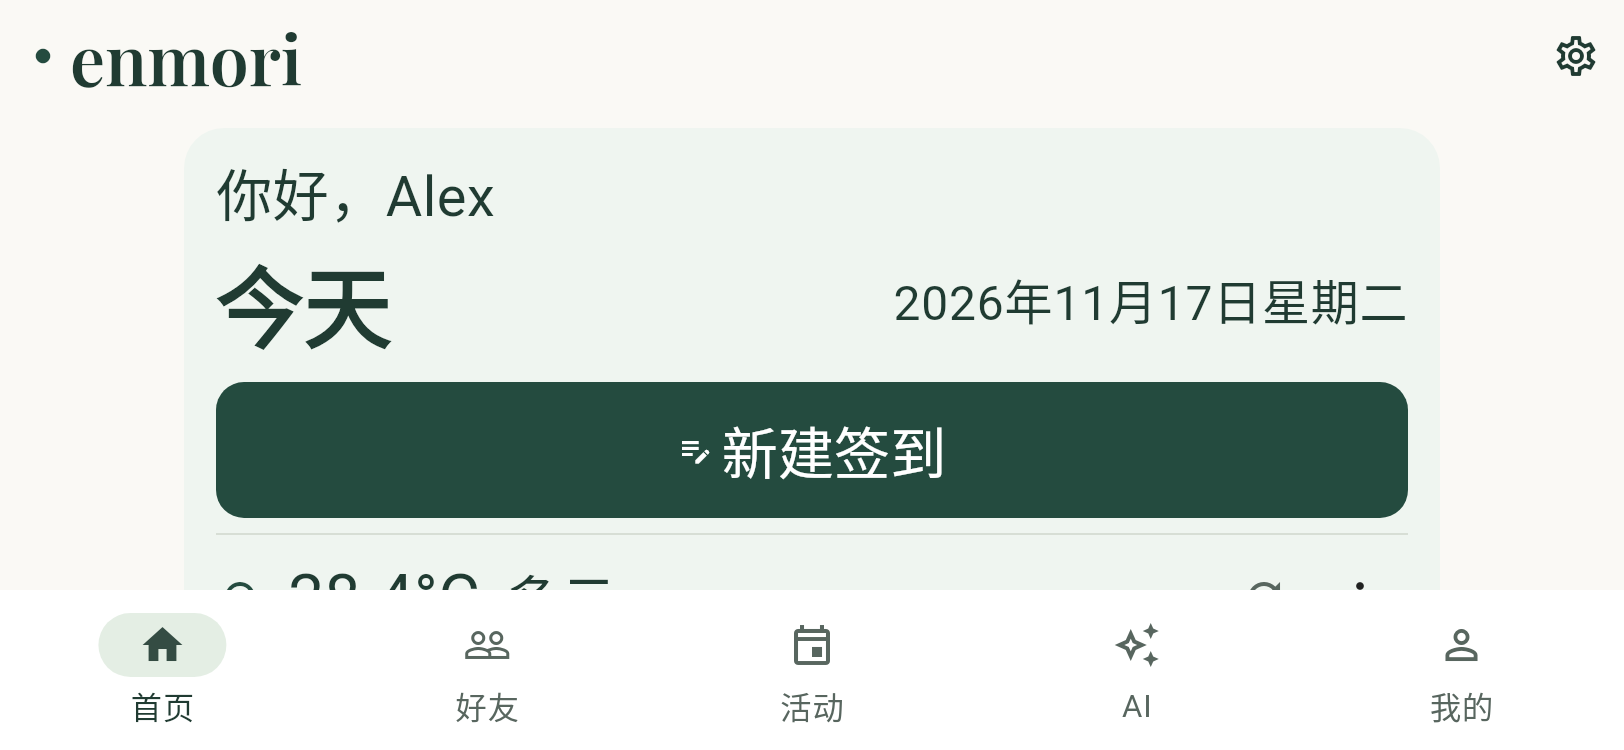 enmori
你好，Alex
今天
2026年11月17日星期二
新建签到
首页
好友
活动
AI
我的